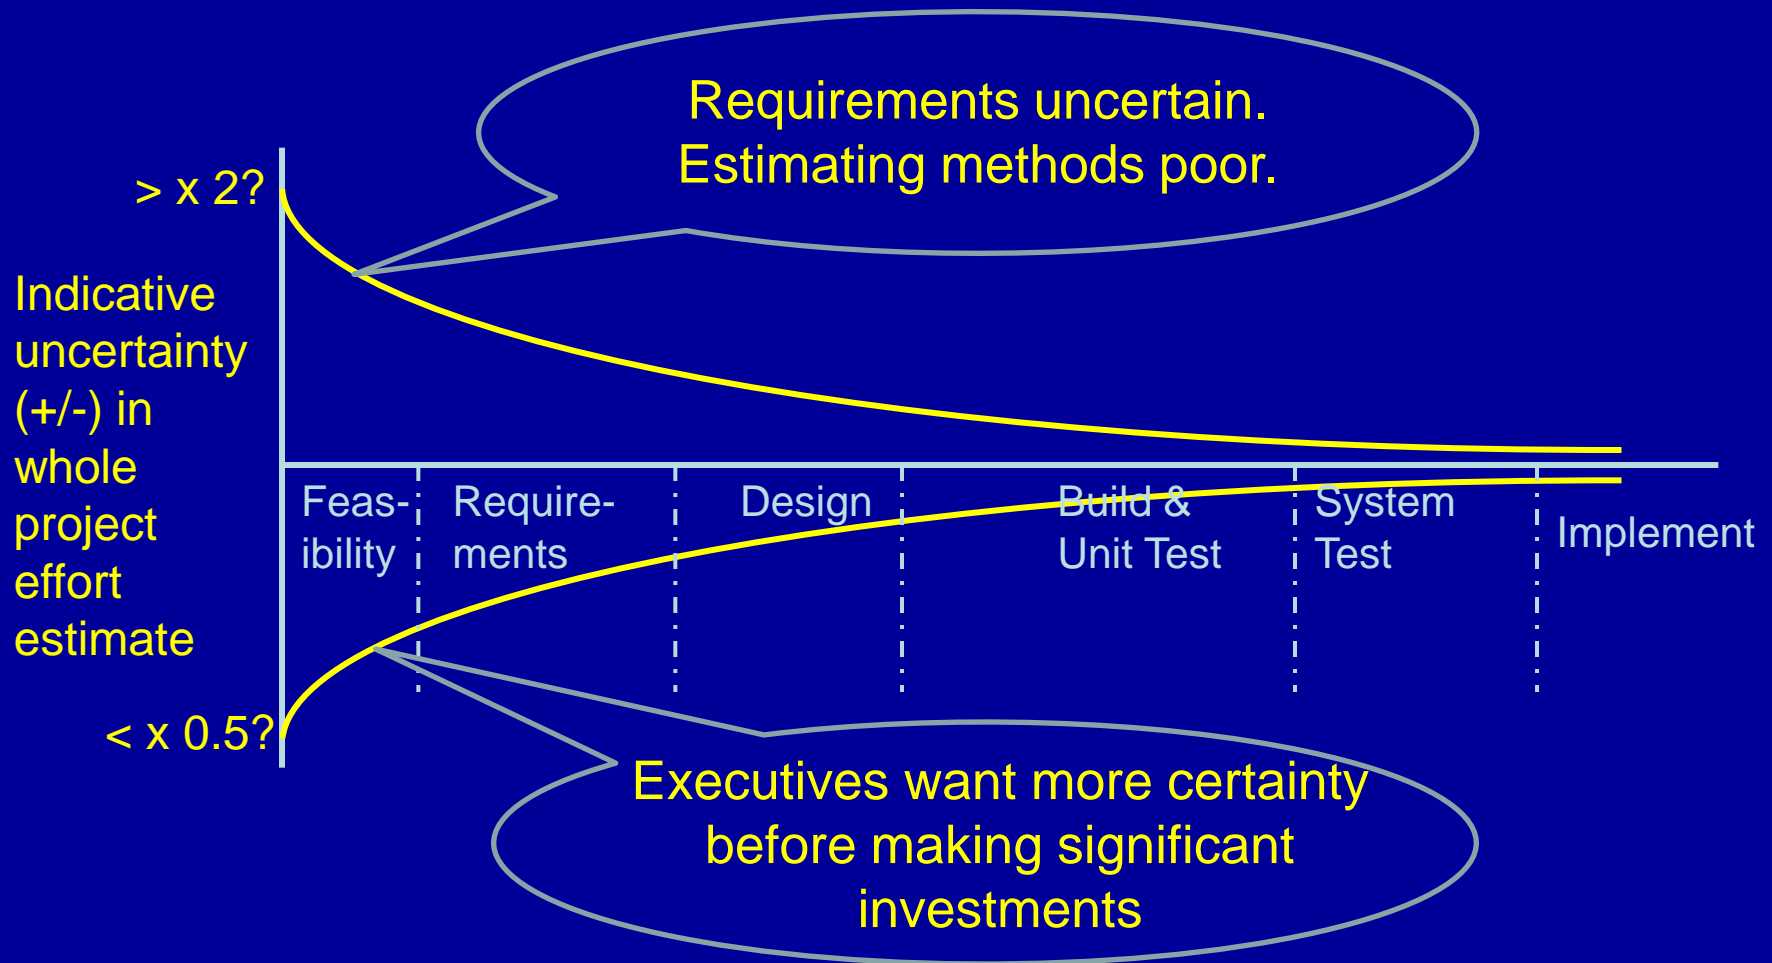 Requirements uncertain.
Estimating methods poor.
> x 2?
Indicative
uncertainty
(+/-) in
whole
project
effort
estimate
< x 0.5?
Feas-
ibility
Require-
ments
Design
Build &
Unit Test
System
Test
Implement
Executives want more certainty
before making significant
investments